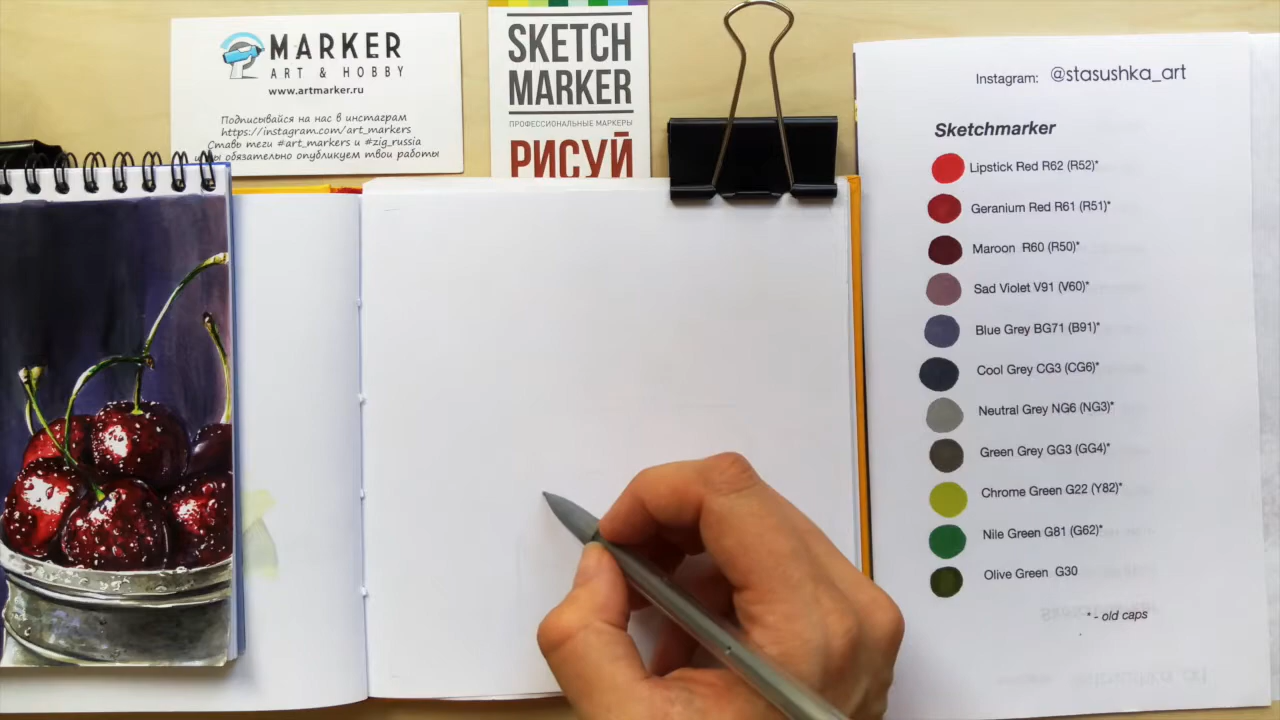 MARKER
ART & HOBBY
www.artmarker.ru
Подписывайся на нас в инстаграм
https://instagram.com/art_markers
Ставь теги #art_markers и #zig_russia
мы обязательно опубликуем твои работы
SKETCH
MARKER
ПРОФЕССИОНАЛЬНЫЕ МАРКЕРЫ
РИСУЙ
Instagram: @stasushka_art
Sketchmarker
Lipstick Red R62 (R52)*
Geranium Red R61 (R51)*
Maroon R60 (R50)*
Sad Violet V91 (V60)*
Blue Grey BG71 (B91)*
Cool Grey CG3 (CG6)*
Neutral Grey NG6 (NG3)*
Green Grey GG3 (GG4)*
Chrome Green G22 (Y82)*
Nile Green G81 (G62)*
Olive Green G30
* - old caps